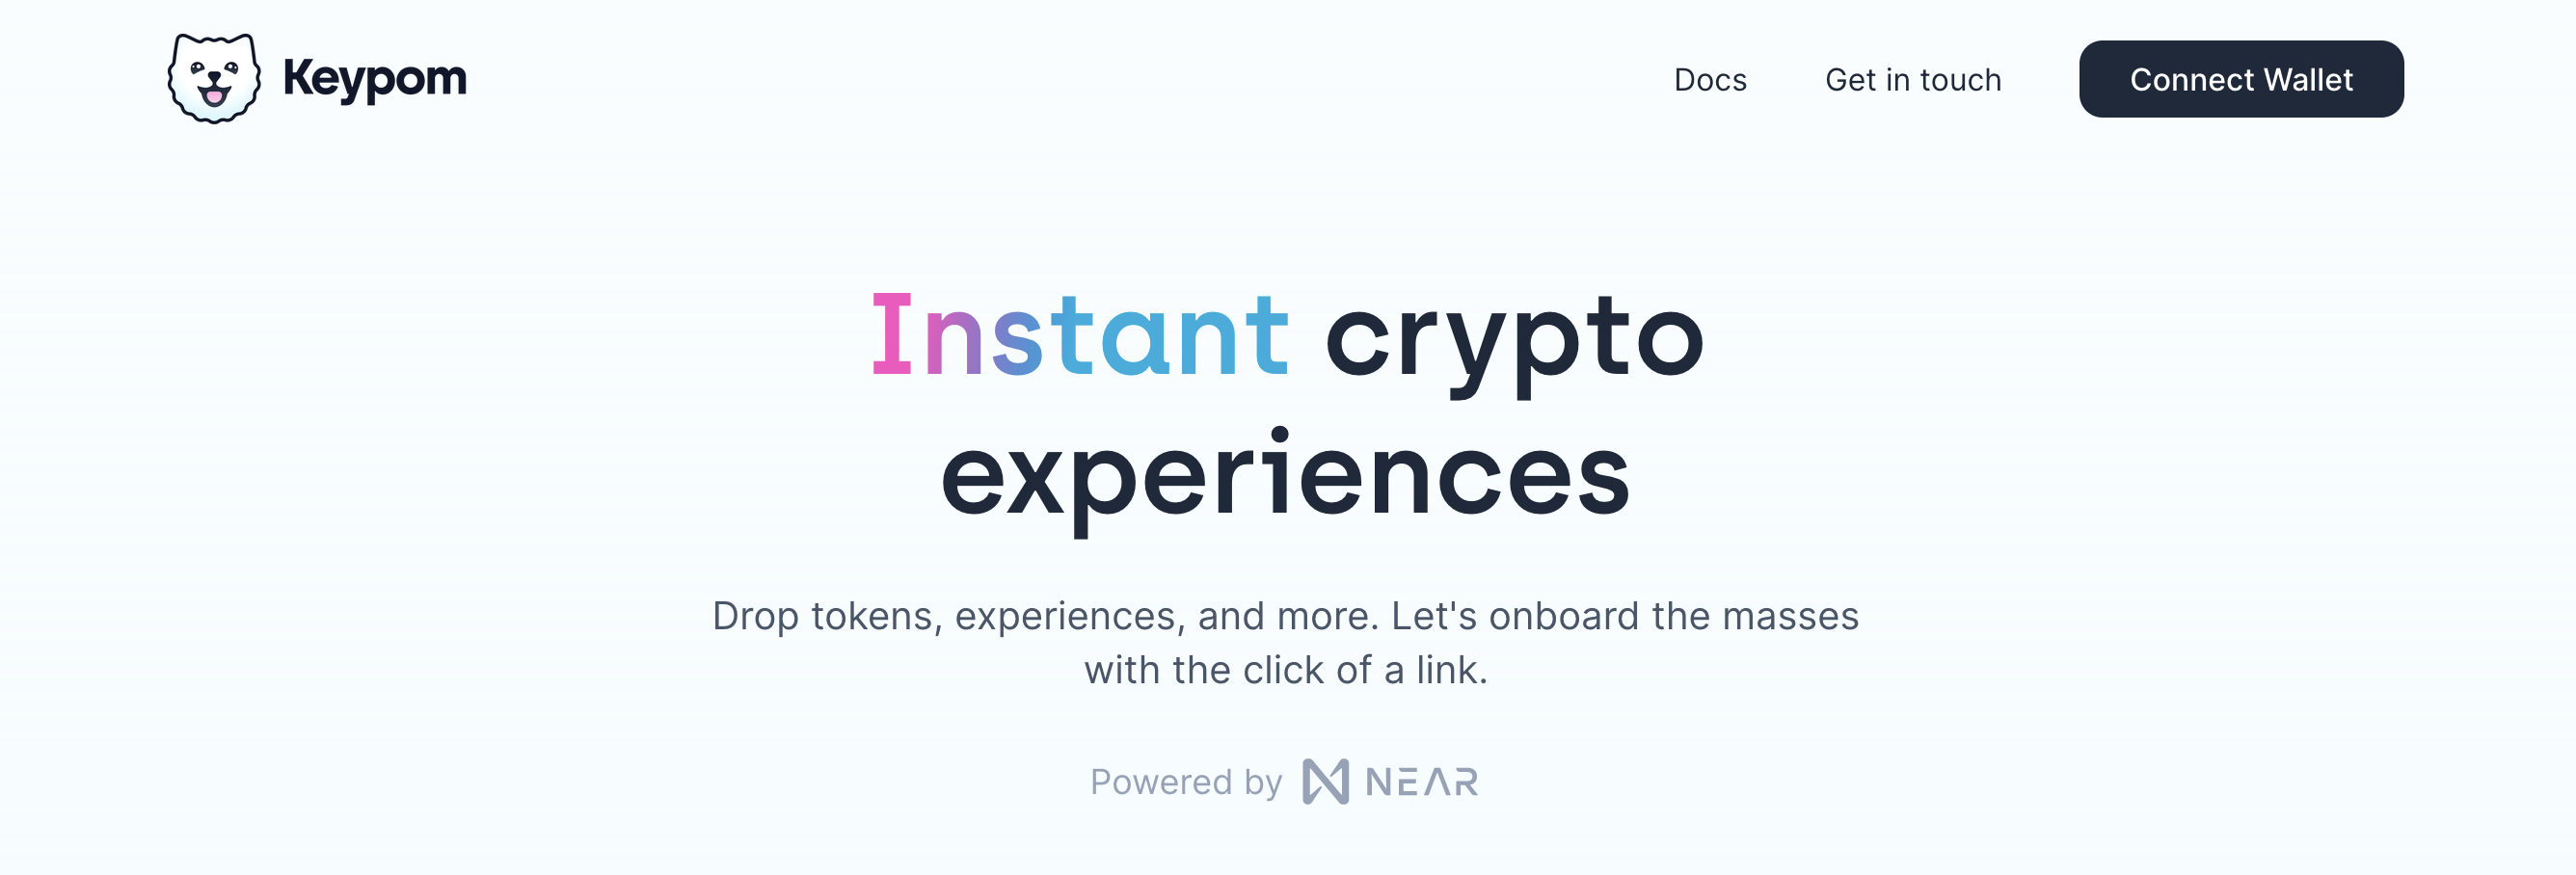 Keypom
Docs
Get in touch
Connect Wallet
Instant crypto
experiences
Drop tokens, experiences, and more. Let's onboard the masses
with the click of a link.
Powered by NEAR